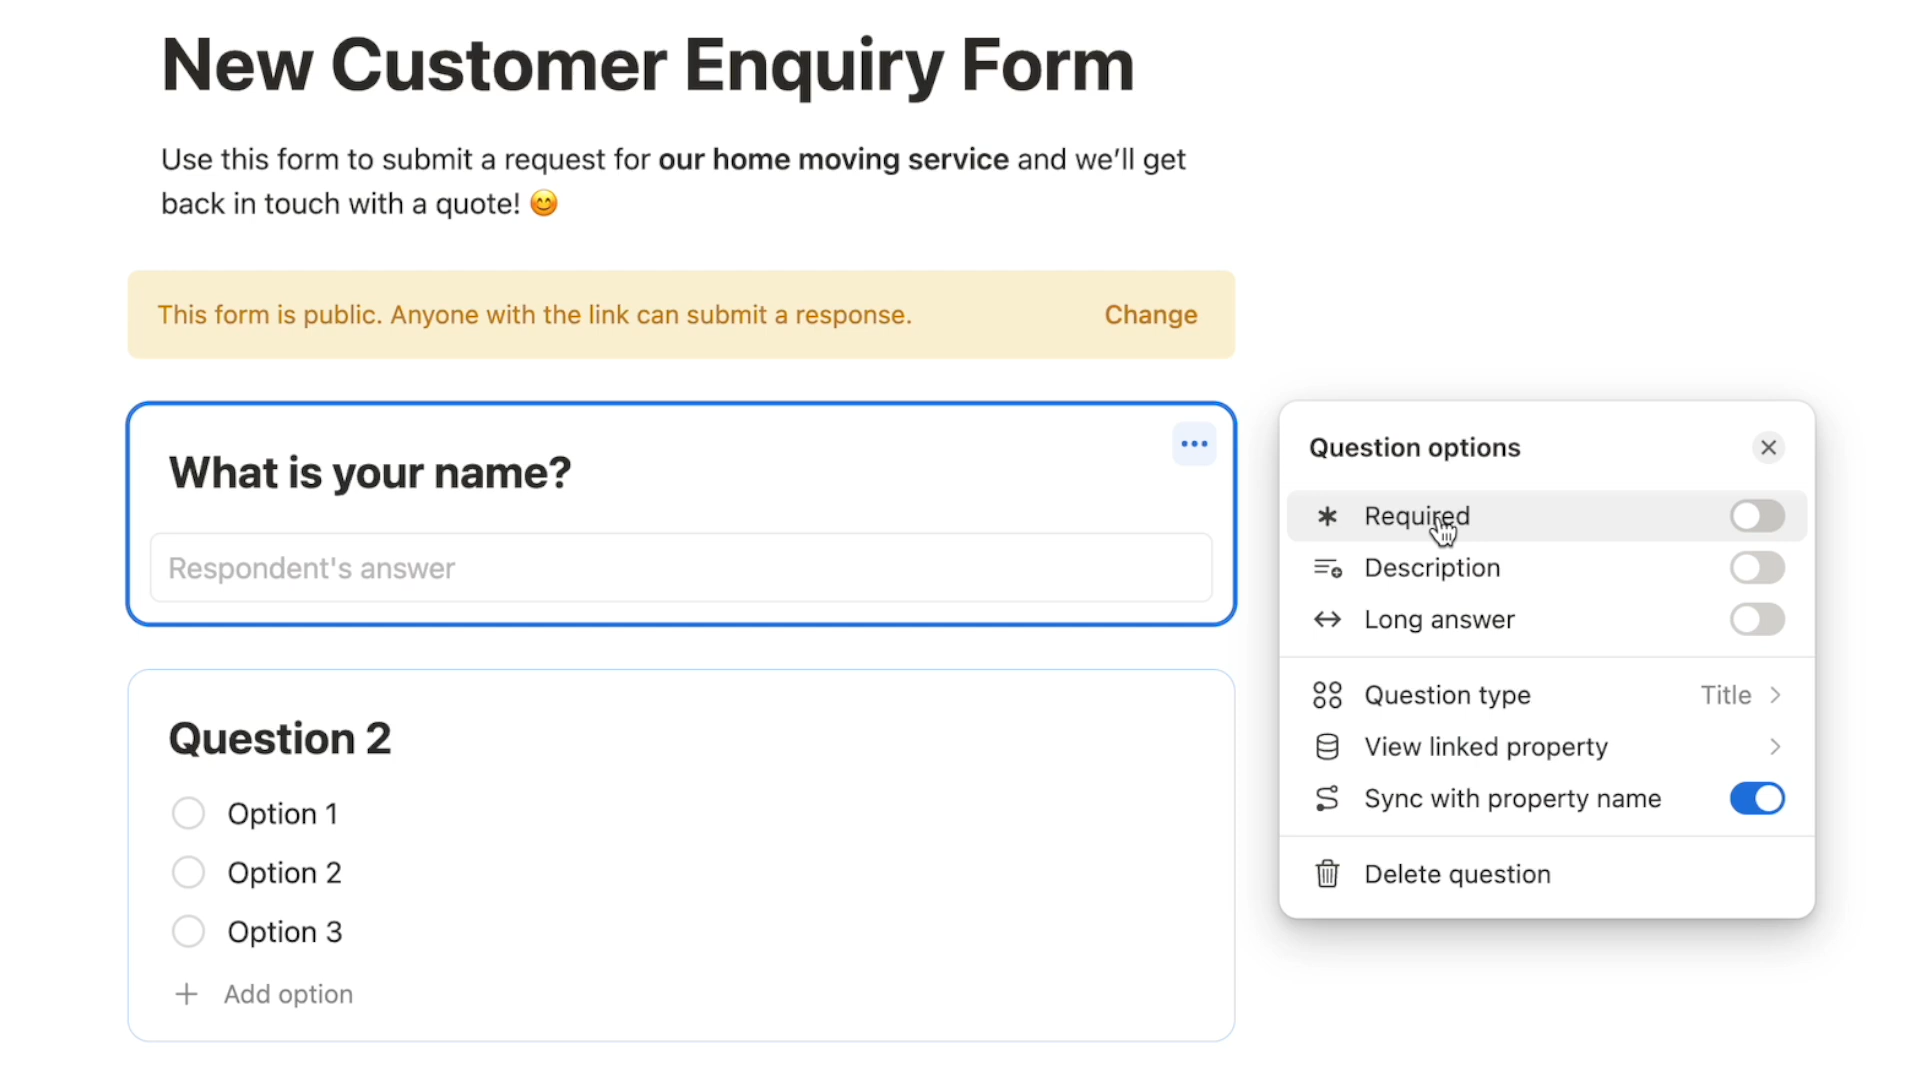 New Customer Enquiry Form
Use this form to submit a request for our home moving service and we’ll get
back in touch with a quote! 😊
This form is public. Anyone with the link can submit a response. Change
What is your name?
Respondent's answer
Question options
Required
Description
Long answer
Question type Title
View linked property
Sync with property name
Delete question
Question 2
Option 1
Option 2
Option 3
Add option